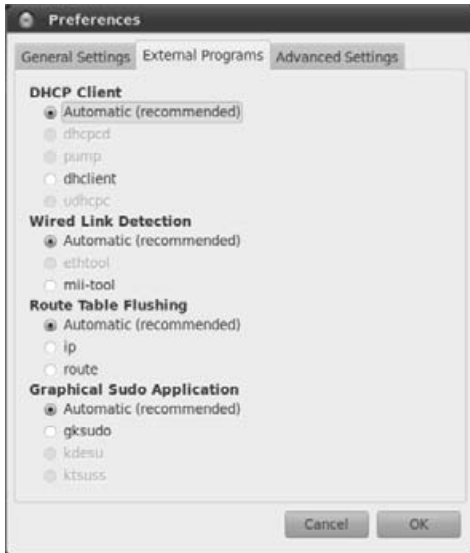 Preferences
General Settings External Programs Advanced Settings
DHCP Client
Automatic (recommended)
dhcpcd
pump
dhclient
udhcpc
Wired Link Detection
Automatic (recommended)
ethtool
mii-tool
Route Table Flushing
Automatic (recommended)
ip
route
Graphical Sudo Application
Automatic (recommended)
gksudo
kdesu
ktsuss
Cancel OK